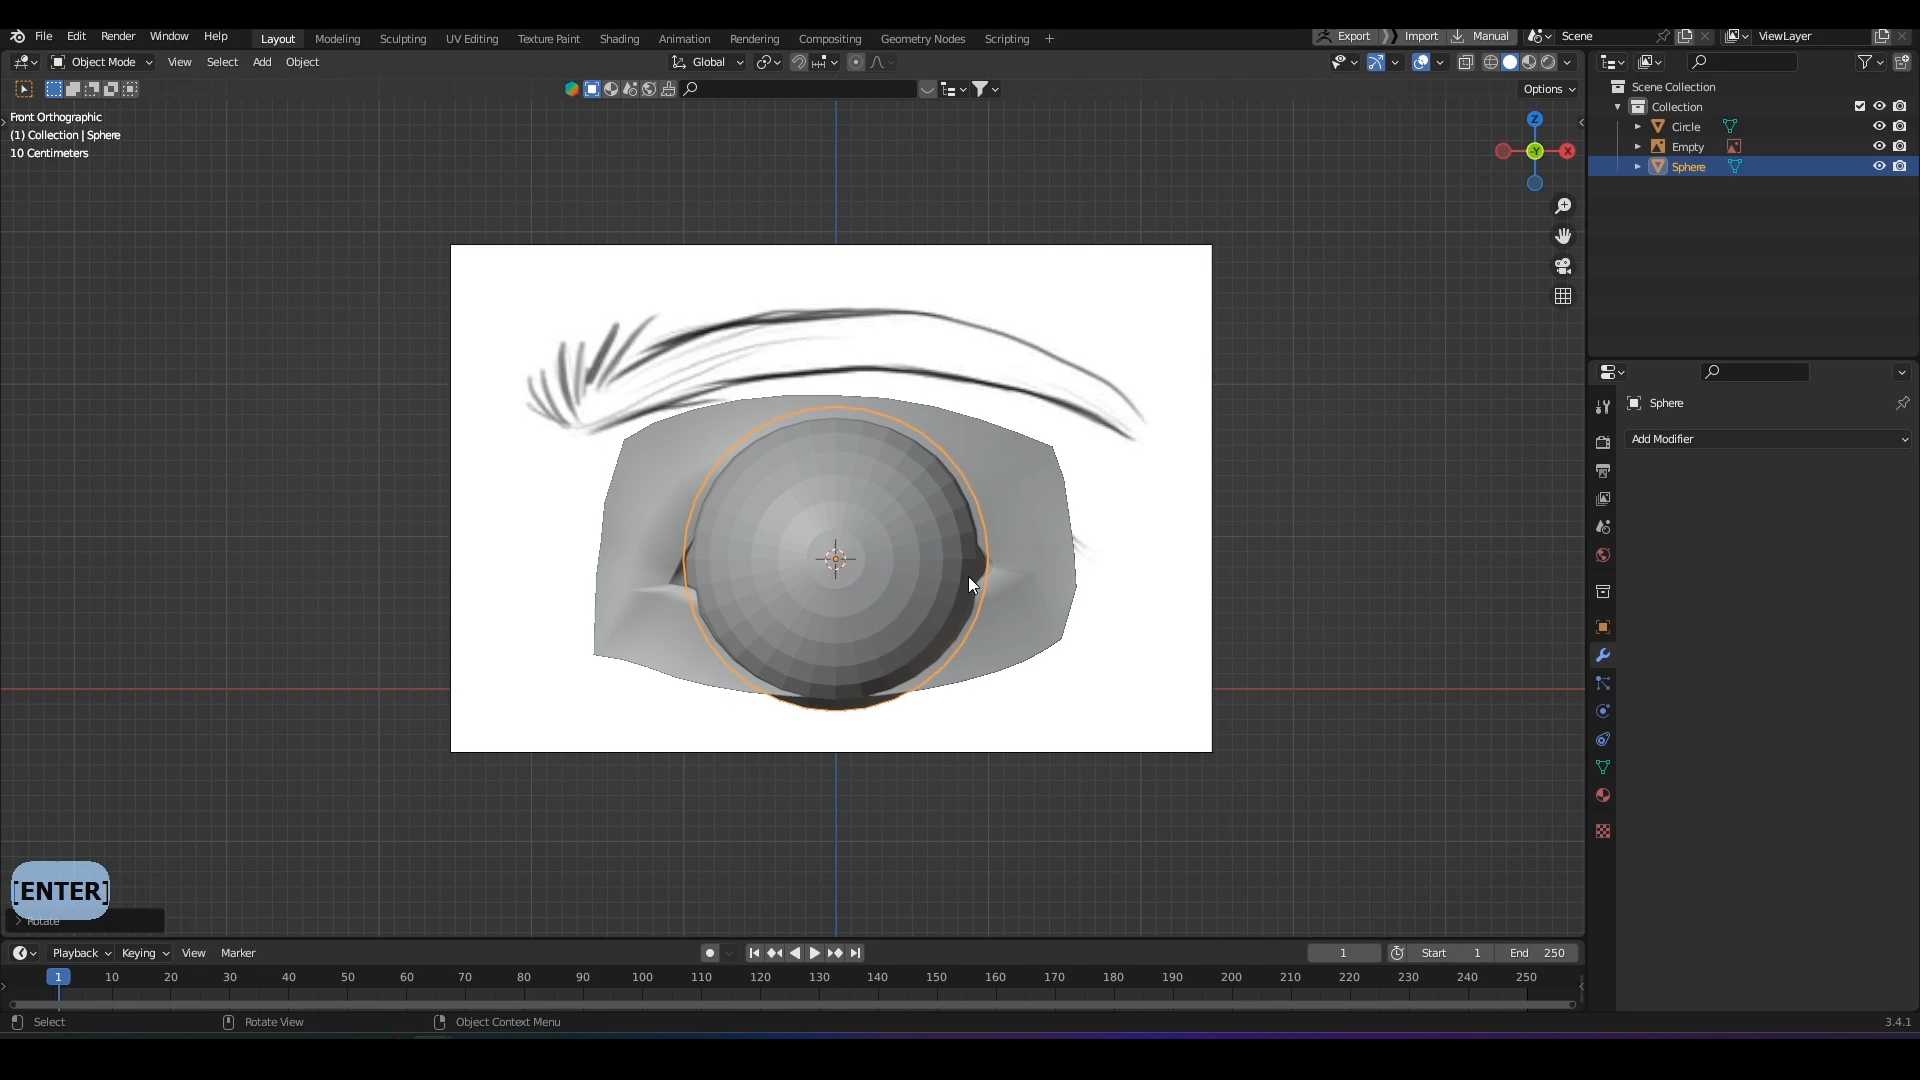 File Edit Render Window Help Layout Modeling Sculpting UV Editing Texture Paint Shading Animation Rendering Compositing Geometry Nodes Scripting + Export Import Manual Scene ViewLayer
Object Mode View Select Add Object Global
Options
Front Orthographic
(1) Collection | Sphere
10 Centimeters
Z
-Y
X
Scene Collection
Collection
Circle
Empty
Sphere
Sphere
Add Modifier
[ENTER]
Rotate
Playback Keying View Marker 1 Start 1 End 250
1 10 20 30 40 50 60 70 80 90 100 110 120 130 140 150 160 170 180 190 200 210 220 230 240 250
Select Rotate View Object Context Menu 3.4.1